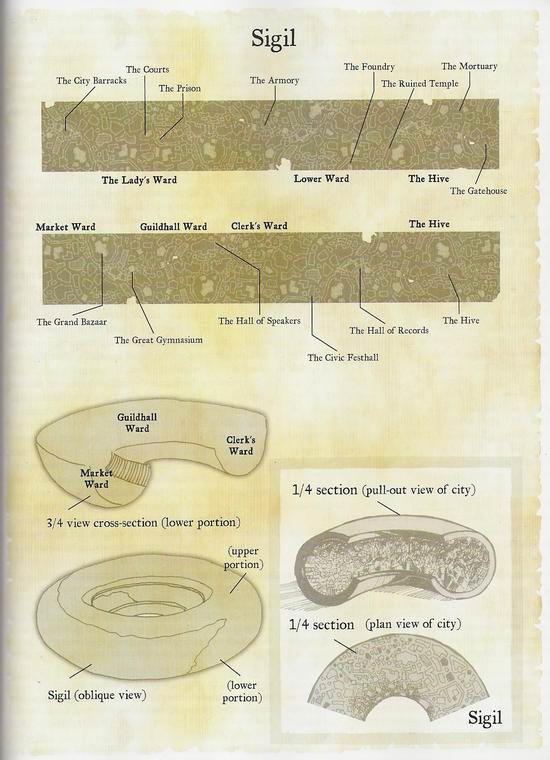 Sigil
The City Barracks
The Courts
The Prison
The Armory
The Foundry
The Ruined Temple
The Mortuary
The Lady's Ward
Lower Ward
The Hive
The Gatehouse
Market Ward
Guildhall Ward
Clerk's Ward
The Hive
The Grand Bazaar
The Great Gymnasium
The Hall of Speakers
The Civic Festhall
The Hall of Records
The Hive
Guildhall
Ward
Clerk's
Ward
Market
Ward
3/4 view cross-section (lower portion)
(upper
portion)
Sigil (oblique view)
(lower
portion)
1/4 section (pull-out view of city)
1/4 section (plan view of city)
Sigil